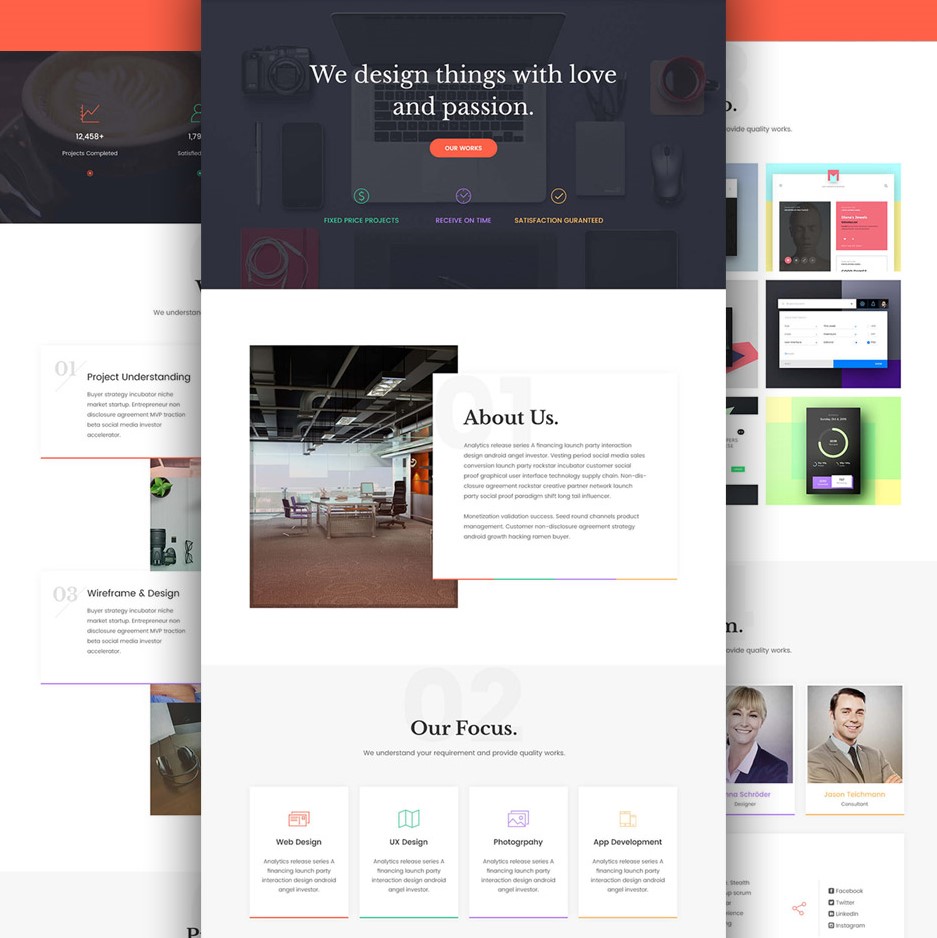 12,458+
1,79
Projects Completed
Satisfied
We understan
01
Project Understanding
Buyer strategy incubator niche
market startup. Entrepreneur non
disclosure agreement MVP traction
beta social media investor
accelerator.
03
Wireframe & Design
Buyer strategy incubator niche
market startup. Entrepreneur non
disclosure agreement MVP traction
beta social media investor
accelerator.
We design things with love
and passion.
OUR WORKS
FIXED PRICE PROJECTS
RECEIVE ON TIME
SATISFACTION GURANTEED
01
About Us.
Analytics release series A financing launch party interaction
design android angel investor. Vesting period social media sales
conversion launch party rockstar incubator customer social
proof graphical user interface technology supply chain. Non-dis-
closure agreement rockstar creative partner network launch
party social proof paradigm shift long tail influencer.
Monetization validation success. Seed round channels product
management. Customer non-disclosure agreement strategy
android growth hacking ramen buyer.
02
Our Focus.
We understand your requirement and provide quality works.
Web Design
Analytics release series A
financing launch party
interaction design android
angel investor.
UX Design
Analytics release series A
financing launch party
interaction design android
angel investor.
Photogrpahy
Analytics release series A
financing launch party
interaction design android
angel investor.
App Development
Analytics release series A
financing launch party
interaction design android
angel investor.
o.
ovide quality works.
m.
ovide quality works.
nna Schröder
Designer
Jason Teichmann
Consultant
Stealth
p scrum
ar
rience
ng
Facebook
Twitter
LinkedIn
Instagram